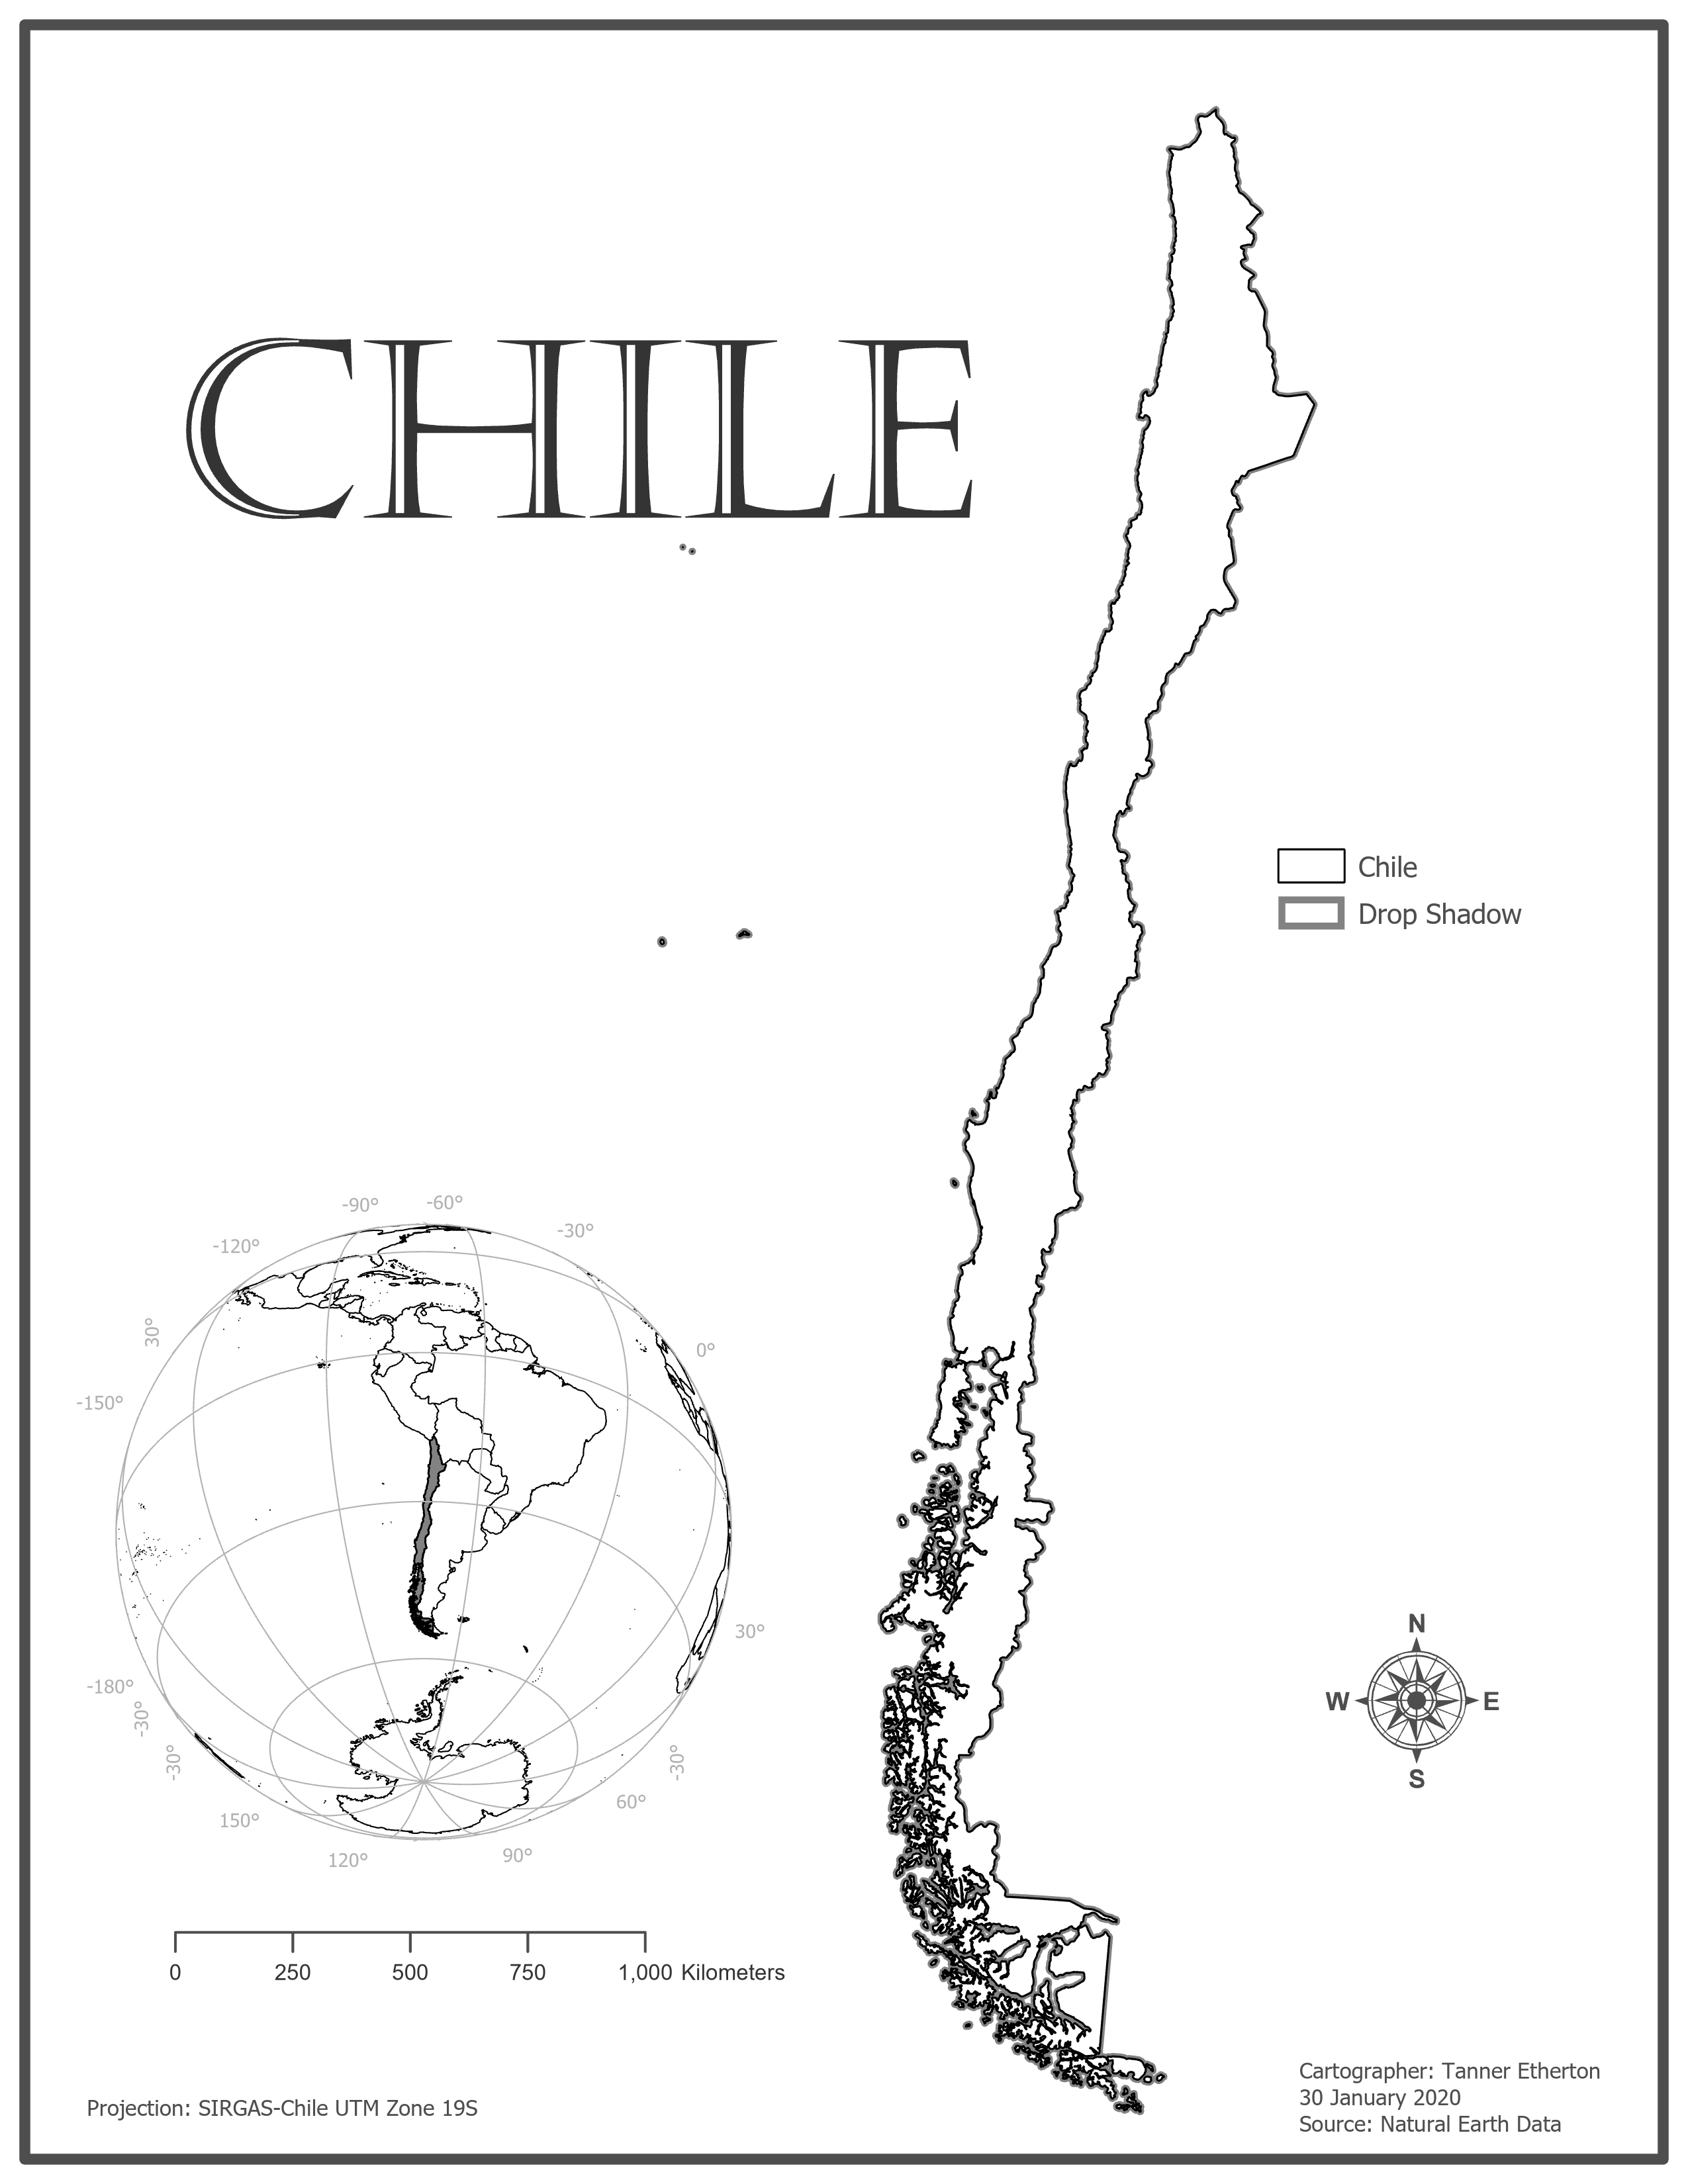 CHILE
Chile
Drop Shadow
-90°
-60°
-120°
-30°
30°
0°
-150°
30°
-180°
-30°
-30°
-30°
60°
150°
120°
90°
N
W
E
S
0 250 500 750 1,000 Kilometers
Projection: SIRGAS-Chile UTM Zone 19S
Cartographer: Tanner Etherton
30 January 2020
Source: Natural Earth Data